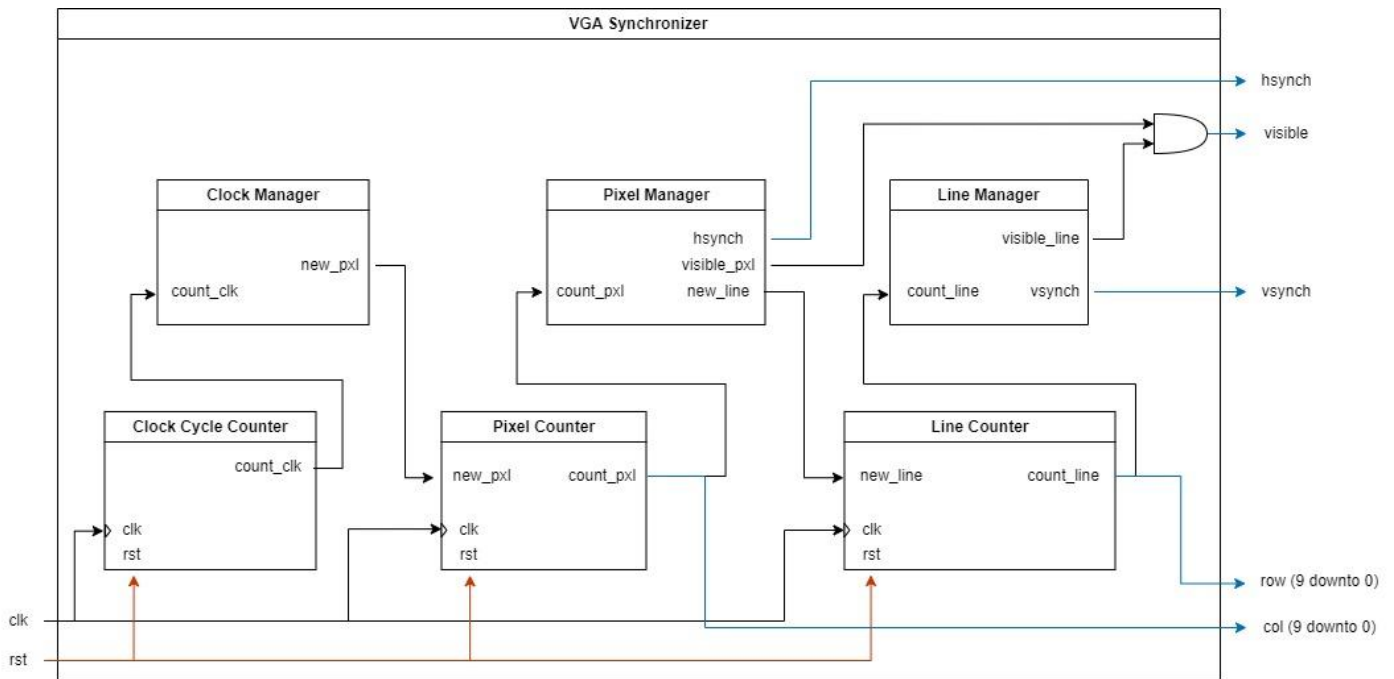 VGA Synchronizer
hsynch
visible
Clock Manager
new_pxl
count_clk
Pixel Manager
hsynch
visible_pxl
count_pxl new_line
Line Manager
visible_line
count_line vsynch
vsynch
Clock Cycle Counter
count_clk
clk
rst
Pixel Counter
new_pxl count_pxl
clk
rst
Line Counter
new_line count_line
clk
rst
row (9 downto 0)
col (9 downto 0)
clk
rst